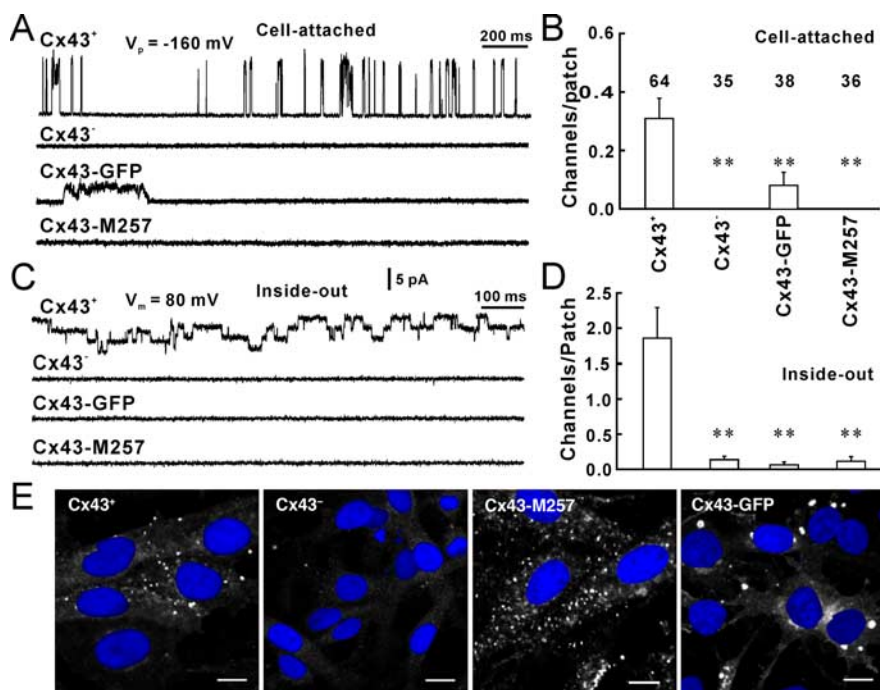 A
Cx43⁺
Vₚ = -160 mV
Cell-attached
200 ms
Cx43⁻
Cx43-GFP
Cx43-M257
B
Channels/patch
0.6
0.4
0.2
0.0
Cell-attached
64 35 38 36
** ** **
Cx43⁺
Cx43⁻
Cx43-GFP
Cx43-M257
C
Cx43⁺
Vₘ = 80 mV
Inside-out
5 pA
100 ms
Cx43⁻
Cx43-GFP
Cx43-M257
D
Channels/Patch
2.5
2.0
1.5
1.0
0.5
0.0
Inside-out
** ** **
E
Cx43⁺
Cx43⁻
Cx43-M257
Cx43-GFP